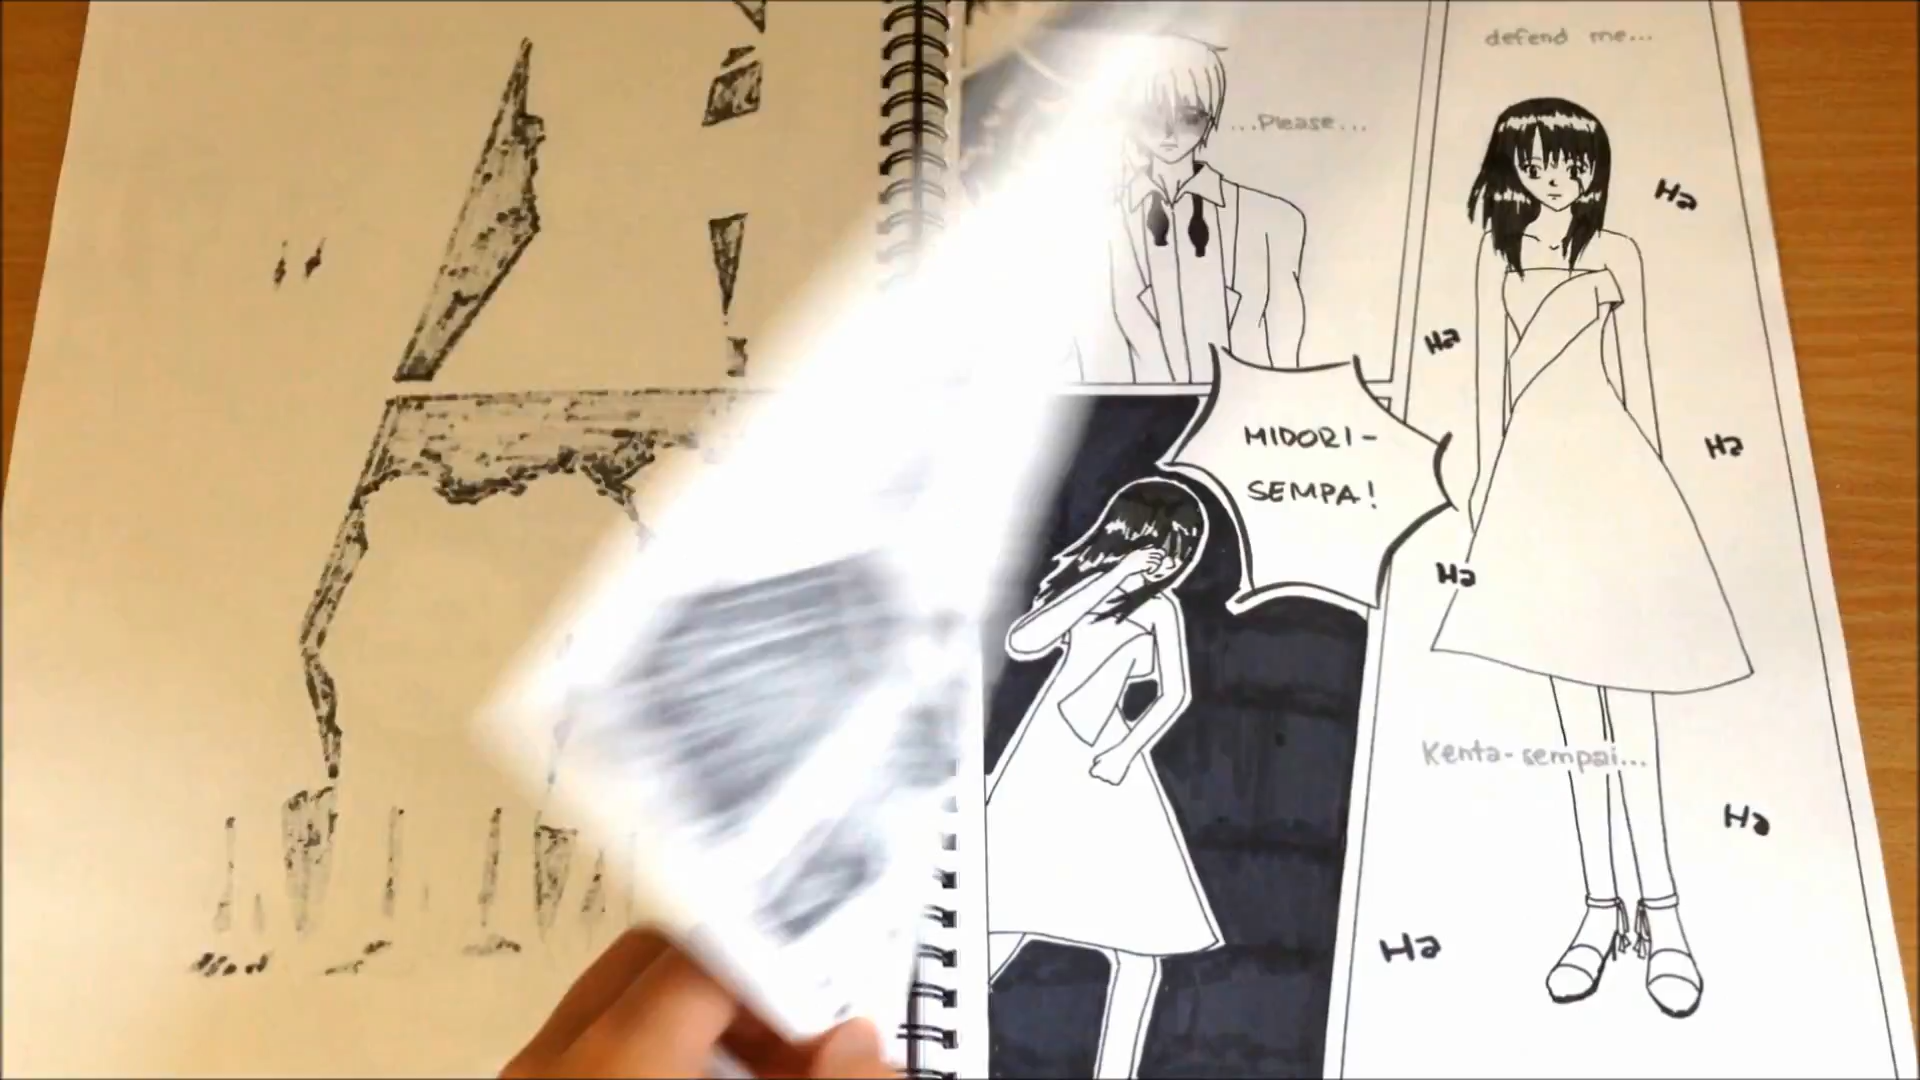 ...Please...
MIDORI-
SEMPA!
defend me...
Ha
Ha
Ha
Ha
Kenta-sempai...
Ha
Ha